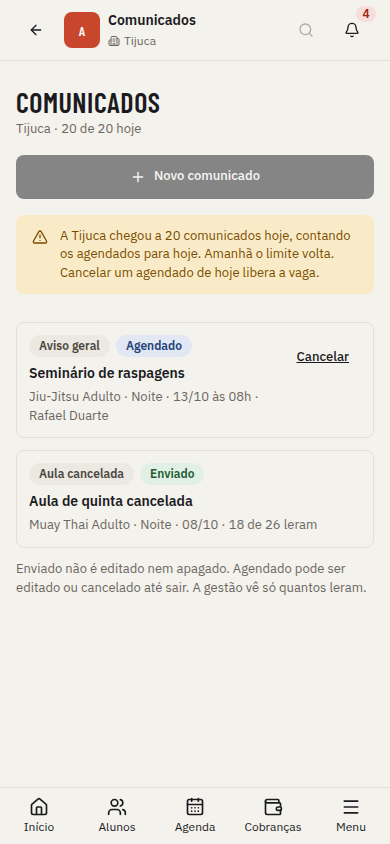 A
Comunicados
Tijuca
4
COMUNICADOS
Tijuca · 20 de 20 hoje
Novo comunicado
A Tijuca chegou a 20 comunicados hoje, contando
os agendados para hoje. Amanhã o limite volta.
Cancelar um agendado de hoje libera a vaga.
Aviso geral Agendado
Cancelar
Seminário de raspagens
Jiu-Jitsu Adulto · Noite · 13/10 às 08h ·
Rafael Duarte
Aula cancelada Enviado
Aula de quinta cancelada
Muay Thai Adulto · Noite · 08/10 · 18 de 26 leram
Enviado não é editado nem apagado. Agendado pode ser
editado ou cancelado até sair. A gestão vê só quantos leram.
Início Alunos Agenda Cobranças Menu